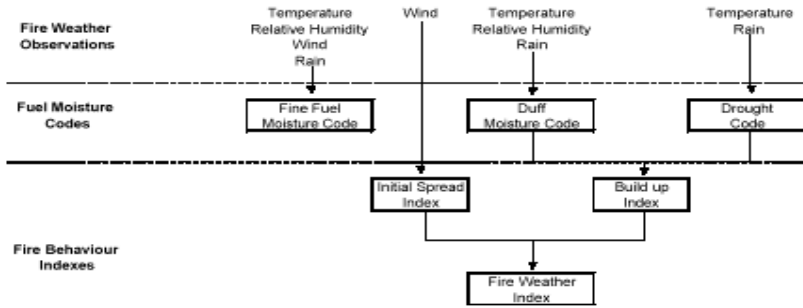 Fire Weather
Observations
Temperature
Relative Humidity
Wind
Rain
Wind
Temperature
Relative Humidity
Rain
Temperature
Rain
Fuel Moisture
Codes
Fine Fuel
Moisture Code
Duff
Moisture Code
Drought
Code
Initial Spread
Index
Build up
Index
Fire Behaviour
Indexes
Fire Weather
Index